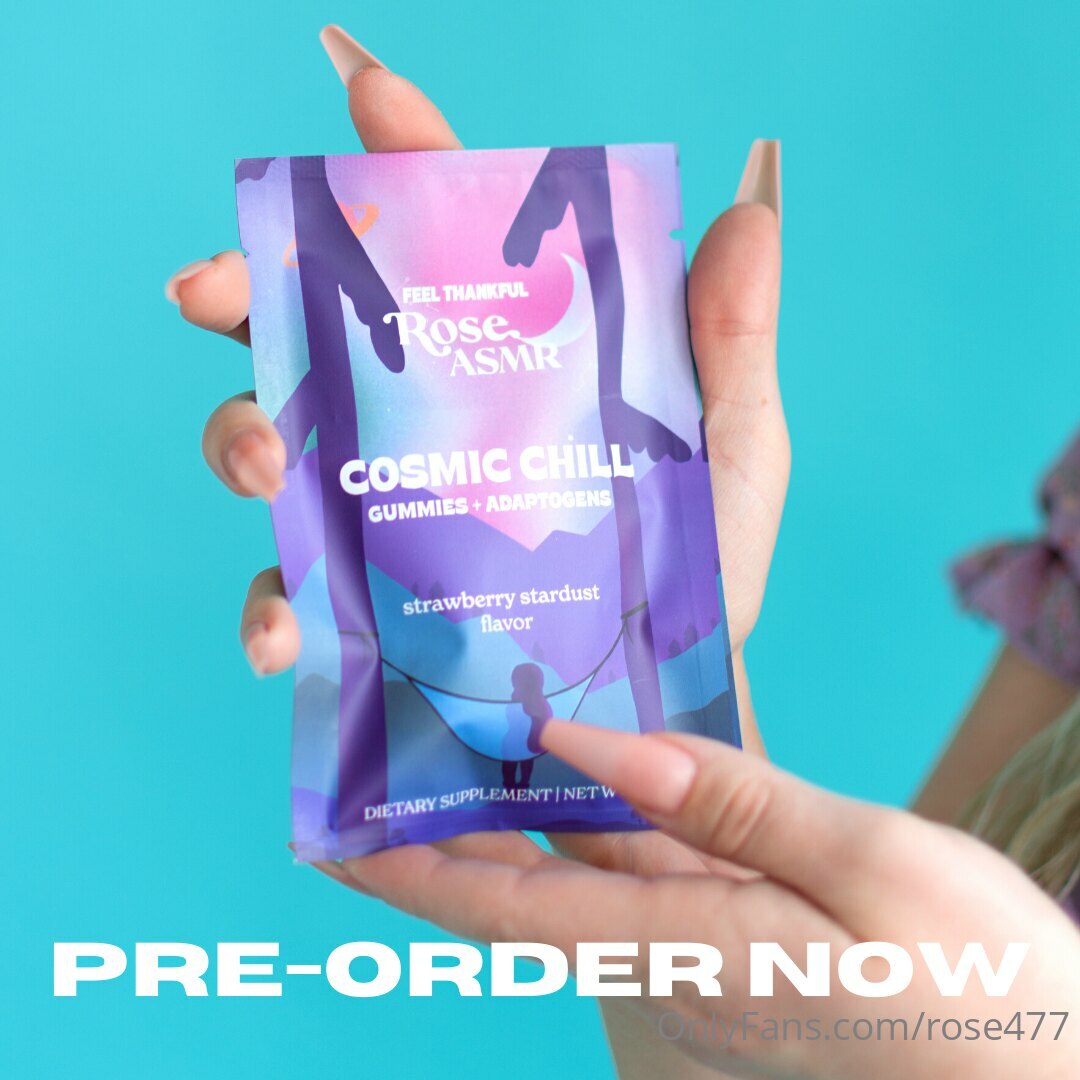 FEEL THANKFUL
Rose
ASMR
COSMIC CHILL
GUMMIES + ADAPTOGENS
strawberry stardust
flavor
DIETARY SUPPLEMENT | NET
PRE-ORDER NOW
OnlyFans.com/rose477